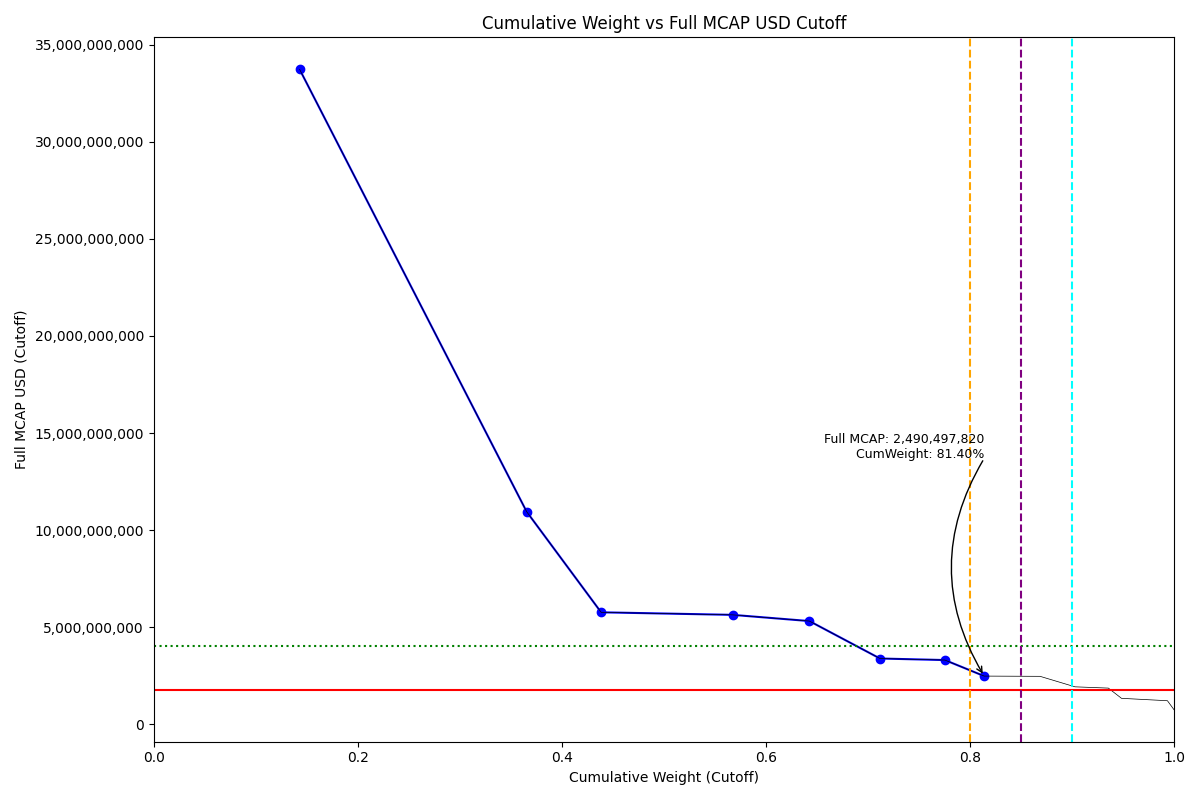 Cumulative Weight vs Full MCAP USD Cutoff
35,000,000,000
30,000,000,000
25,000,000,000
20,000,000,000
15,000,000,000
10,000,000,000
5,000,000,000
0
Full MCAP USD (Cutoff)
Full MCAP: 2,490,497,820
CumWeight: 81.40%
0.0 0.2 0.4 0.6 0.8 1.0
Cumulative Weight (Cutoff)